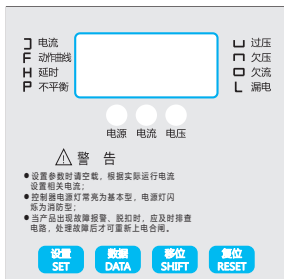 コ 电流
F 动作曲线
H 延时
P 不平衡
⊔ 过压
⊓ 欠压
口 欠流
L 漏电
电源 电流 电压
警 告
● 设置参数时请空载，根据实际运行电流
设置相关电流；
● 控制器电源灯常亮为基本型，电源灯闪
烁为消防型；
● 当产品出现故障报警、脱扣时，应及时排查
电路，处理故障后才可重新上电合闸。
设置 数据 移位 复位
SET DATA SHIFT RESET